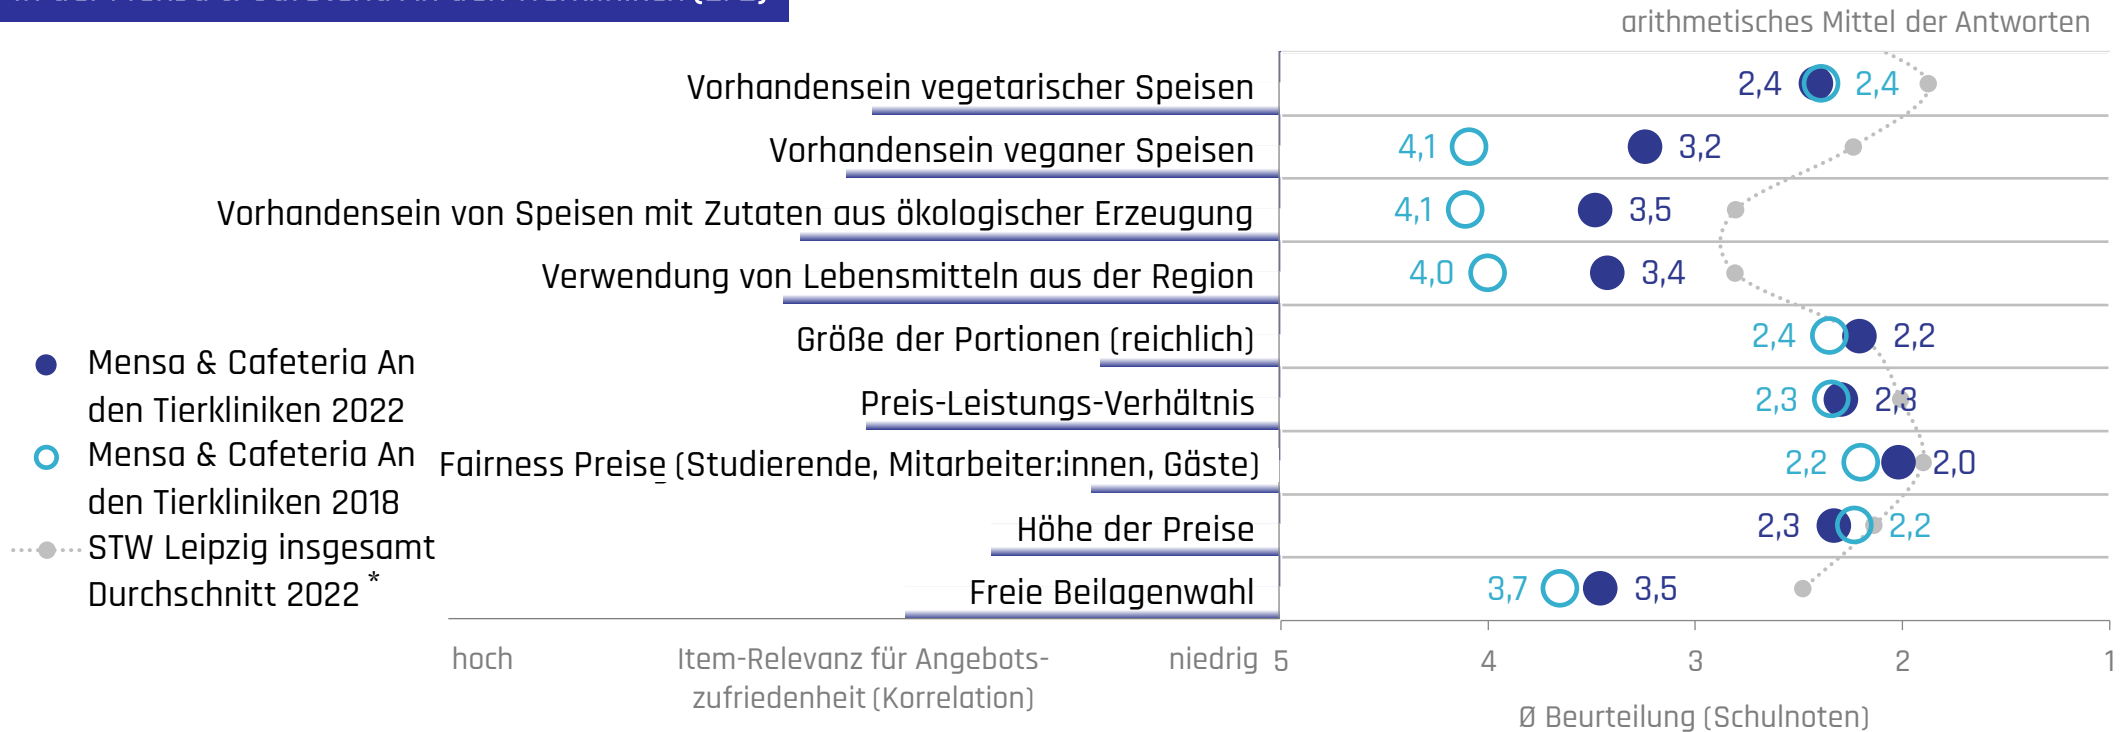 arithmetisches Mittel der Antworten
Vorhandensein vegetarischer Speisen 2,4 2,4
Vorhandensein veganer Speisen 4,1 3,2
Vorhandensein von Speisen mit Zutaten aus ökologischer Erzeugung 4,1 3,5
Verwendung von Lebensmitteln aus der Region 4,0 3,4
Größe der Portionen (reichlich) 2,4 2,2
Preis-Leistungs-Verhältnis 2,3 2,3
Fairness Preise (Studierende, Mitarbeiter:innen, Gäste) 2,2 2,0
Höhe der Preise 2,3 2,2
Freie Beilagenwahl 3,7 3,5
Mensa & Cafeteria An
den Tierkliniken 2022
Mensa & Cafeteria An
den Tierkliniken 2018
STW Leipzig insgesamt
Durchschnitt 2022 *
hoch Item-Relevanz für Angebots- niedrig
zufriedenheit (Korrelation)
5 4 3 2 1
Ø Beurteilung (Schulnoten)